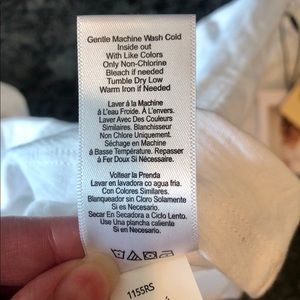 Gentle Machine Wash Cold
Inside out
With Like Colors
Only Non-Chlorine
Bleach if needed
Tumble Dry Low
Warm Iron if Needed
Laver à la Machine
à L'eau Froide. À L'envers.
Laver Avec Des Couleurs
Similaires. Blanchisseur
Non Chlore Uniquement.
Séchage en Machine
à Basse Température. Repasser
à Fer Doux Si Nécessaire.
Voltear la Prenda
Lavar en lavadora co agua fria.
Con Colores Similares.
Blanqueador sin Cloro Solamente
Si es Necesario.
Secar En Secadora a Ciclo Lento.
Use una plancha caliente
Si es Necesario.
1155RS